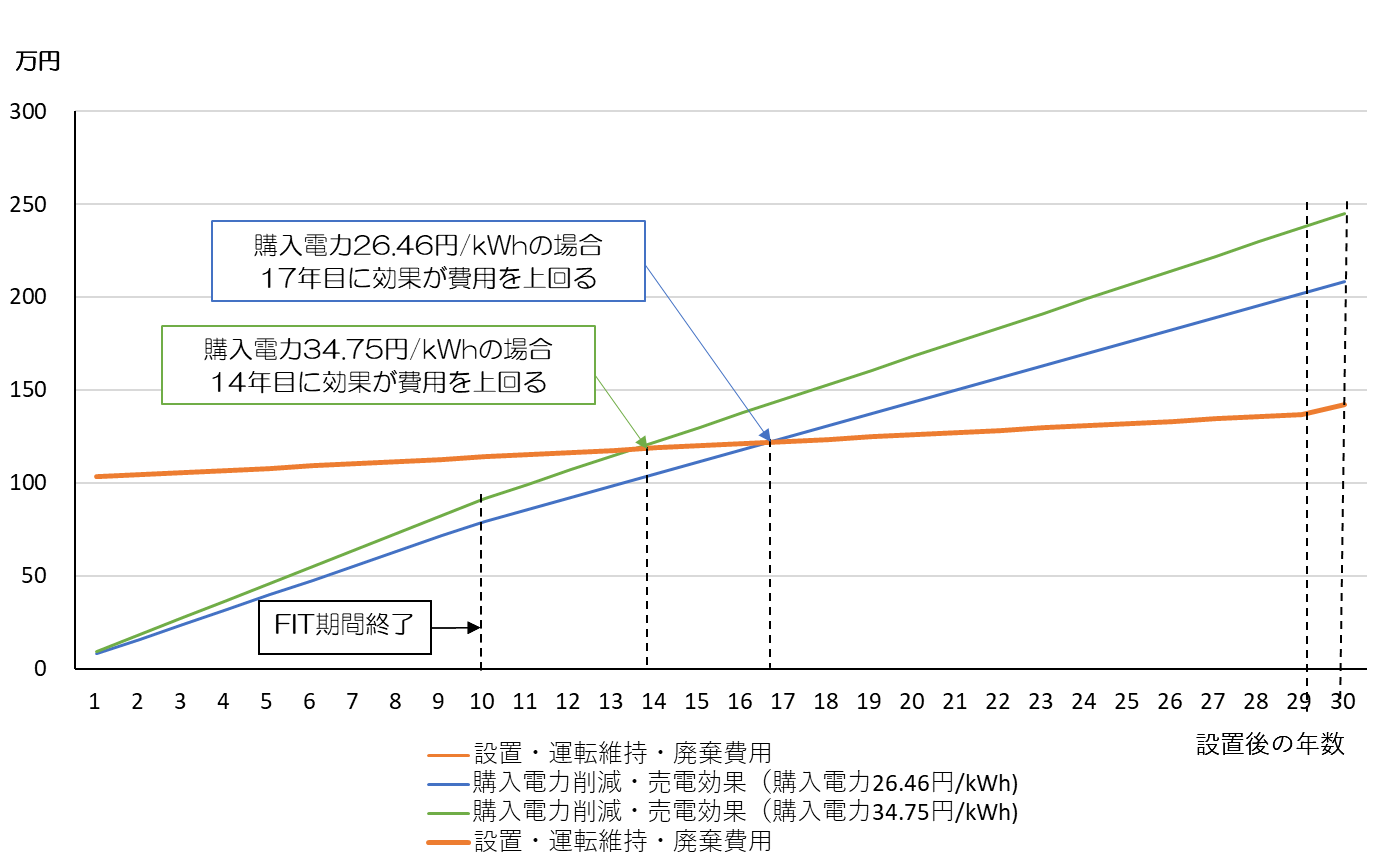 万円
300
250
200
150
100
50
0
購入電力26.46円/kWhの場合
17年目に効果が費用を上回る
購入電力34.75円/kWhの場合
14年目に効果が費用を上回る
FIT期間終了
1 2 3 4 5 6 7 8 9 10 11 12 13 14 15 16 17 18 19 20 21 22 23 24 25 26 27 28 29 30
設置後の年数
設置・運転維持・廃棄費用
購入電力削減・売電効果（購入電力26.46円/kWh)
購入電力削減・売電効果（購入電力34.75円/kWh)
設置・運転維持・廃棄費用